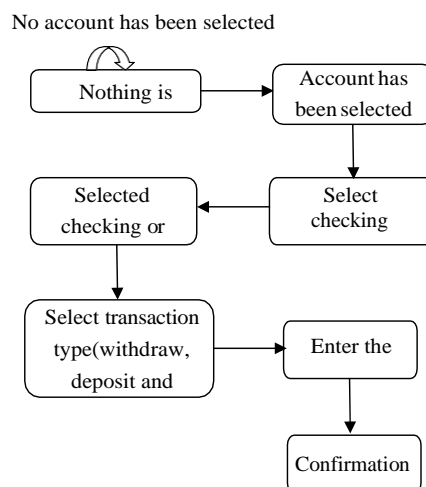 No account has been selected
Nothing is
Account has
been selected
Select
checking
Selected
checking or
Select transaction
type(withdraw,
deposit and
Enter the
Confirmation